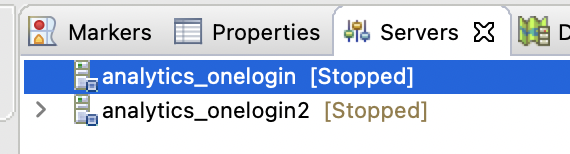 Markers Properties Servers D
analytics_onelogin [Stopped]
analytics_onelogin2 [Stopped]